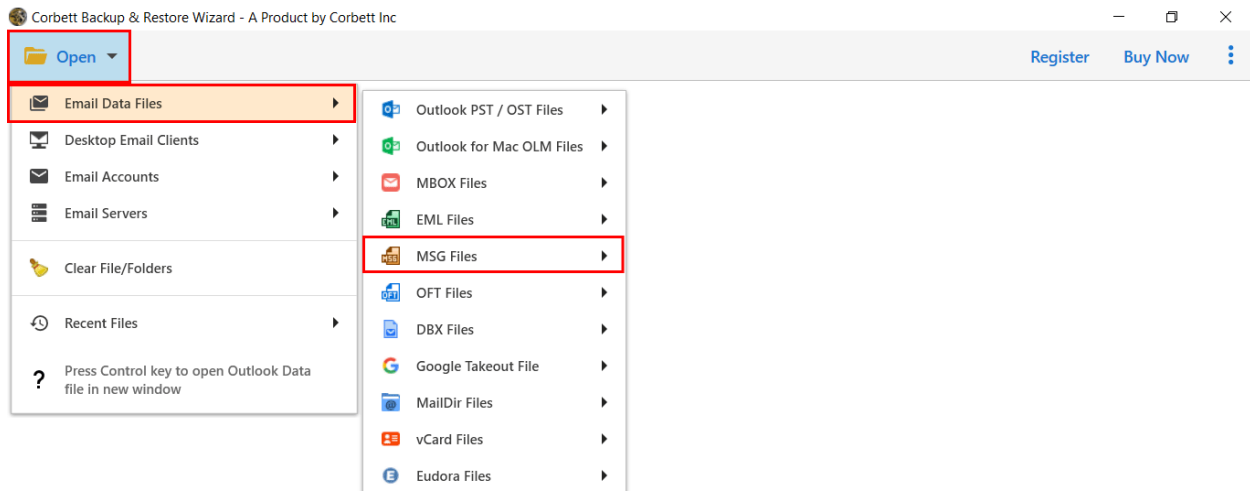 Corbett Backup & Restore Wizard - A Product by Corbett Inc
Open
Register
Buy Now
Email Data Files
Desktop Email Clients
Email Accounts
Email Servers
Clear File/Folders
Recent Files
?
Press Control key to open Outlook Data
file in new window
Outlook PST / OST Files
Outlook for Mac OLM Files
MBOX Files
EML
EML Files
MSG
MSG Files
OFT
OFT Files
DBX Files
Google Takeout File
MailDir Files
vCard Files
Eudora Files